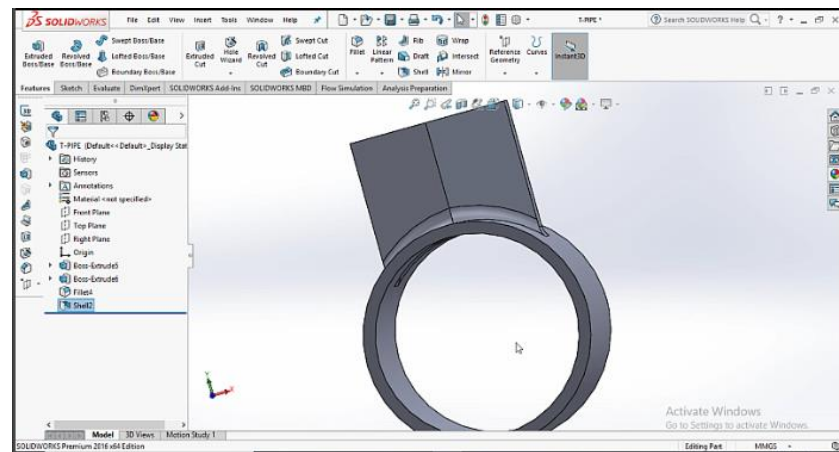 SOLIDWORKS File Edit View Insert Tools Window Help T-PIPE * Search SOLIDWORKS Help
Extruded Boss/Base Revolved Boss/Base Swept Boss/Base Lofted Boss/Base Boundary Boss/Base Extruded Cut Hole Wizard Revolved Cut Swept Cut Lofted Cut Boundary Cut Fillet Linear Pattern Rib Draft Shell Wrap Intersect Mirror Reference Geometry Curves Instant3D
Features Sketch Evaluate DimXpert SOLIDWORKS Add-Ins SOLIDWORKS MBD Flow Simulation Analysis Preparation
T-PIPE (Default<<Default>_Display Stat
History
Sensors
Annotations
Material <not specified>
Front Plane
Top Plane
Right Plane
Origin
Boss-Extrude5
Boss-Extrude6
Fillet4
Shell2
Activate Windows
Go to Settings to activate Windows.
Model 3D Views Motion Study 1
SOLIDWORKS Premium 2016 x64 Edition Editing Part MMGS